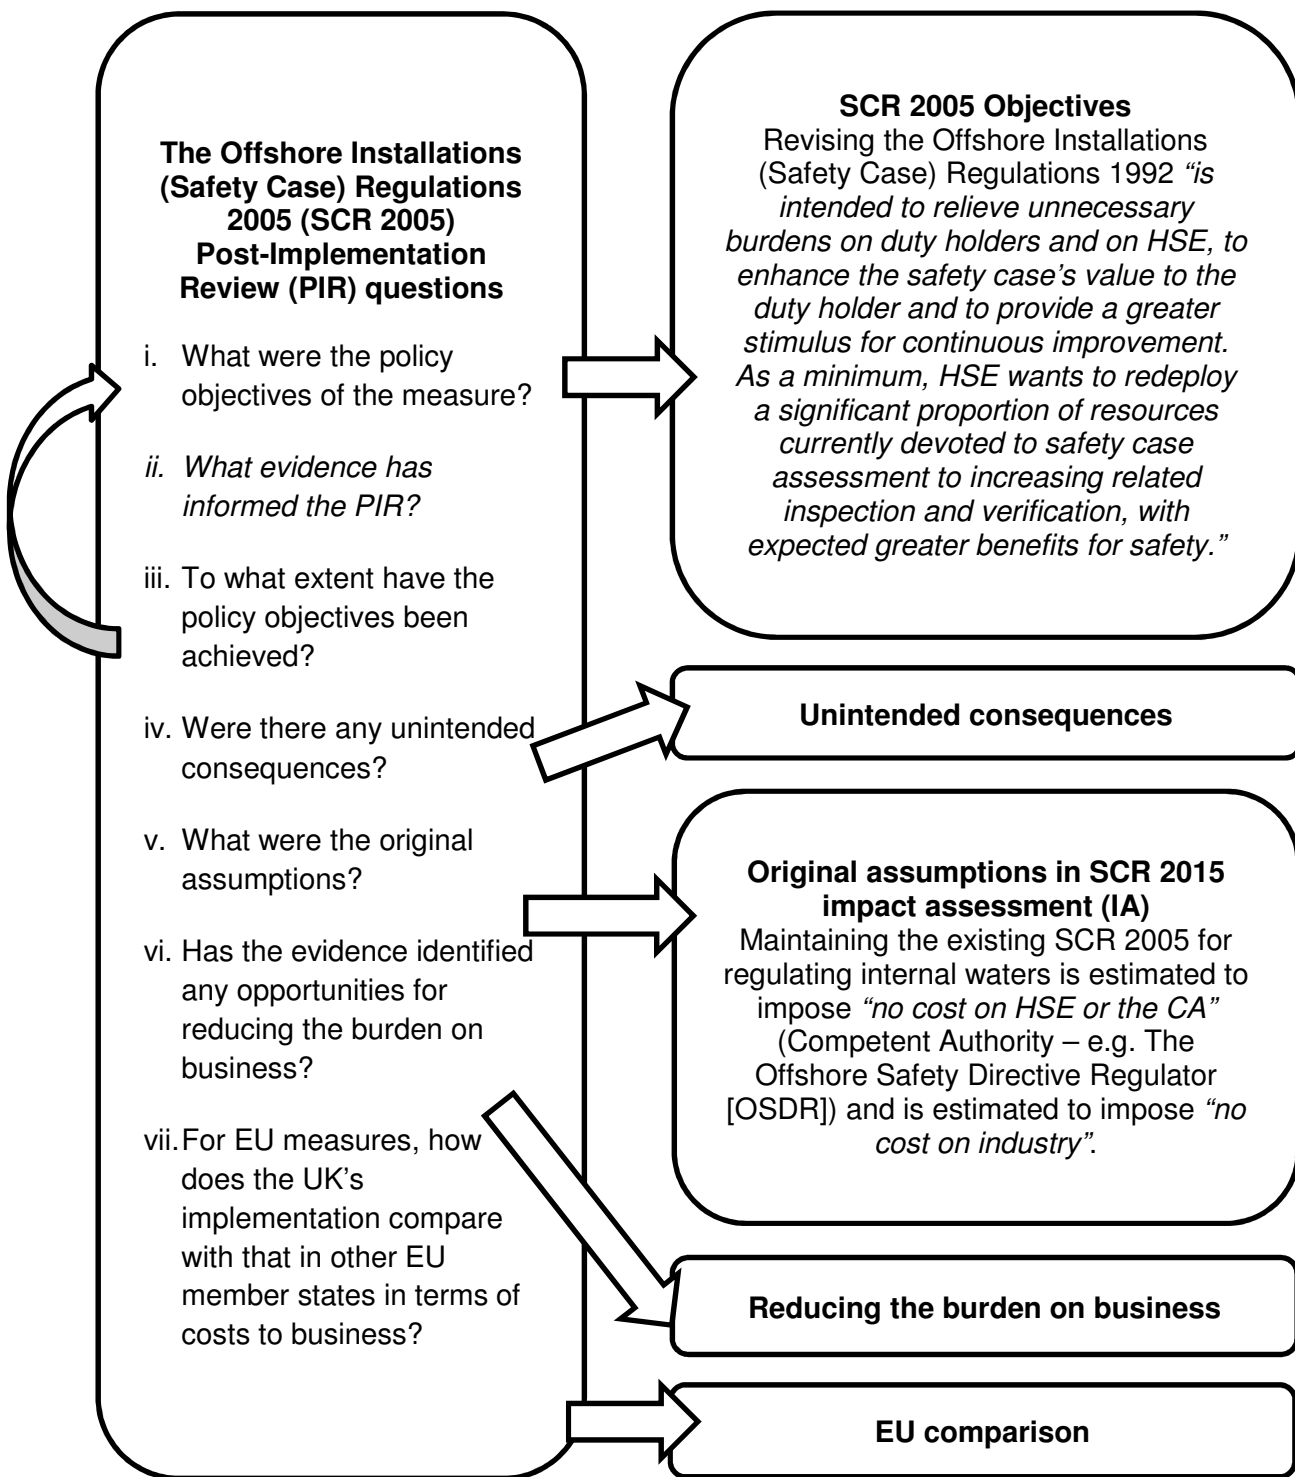 The Offshore Installations
(Safety Case) Regulations
2005 (SCR 2005)
Post-Implementation
Review (PIR) questions
i. What were the policy
objectives of the measure?
ii. What evidence has
informed the PIR?
iii. To what extent have the
policy objectives been
achieved?
iv. Were there any unintended
consequences?
v. What were the original
assumptions?
vi. Has the evidence identified
any opportunities for
reducing the burden on
business?
vii. For EU measures, how
does the UK’s
implementation compare
with that in other EU
member states in terms of
costs to business?
SCR 2005 Objectives
Revising the Offshore Installations
(Safety Case) Regulations 1992 “is
intended to relieve unnecessary
burdens on duty holders and on HSE, to
enhance the safety case’s value to the
duty holder and to provide a greater
stimulus for continuous improvement.
As a minimum, HSE wants to redeploy
a significant proportion of resources
currently devoted to safety case
assessment to increasing related
inspection and verification, with
expected greater benefits for safety.”
Unintended consequences
Original assumptions in SCR 2015
impact assessment (IA)
Maintaining the existing SCR 2005 for
regulating internal waters is estimated to
impose “no cost on HSE or the CA”
(Competent Authority – e.g. The
Offshore Safety Directive Regulator
[OSDR]) and is estimated to impose “no
cost on industry”.
Reducing the burden on business
EU comparison